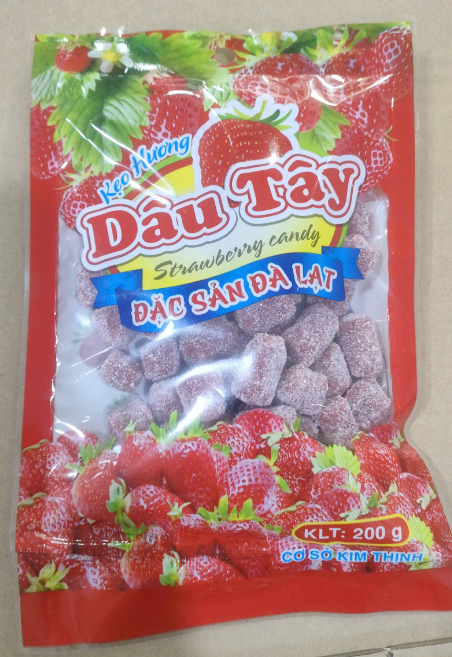 Kẹo Hương
Dâu Tây
Strawberry candy
ĐẶC SẢN ĐÀ LẠT
KLT: 200 g
CƠ SỞ KIM THỊNH